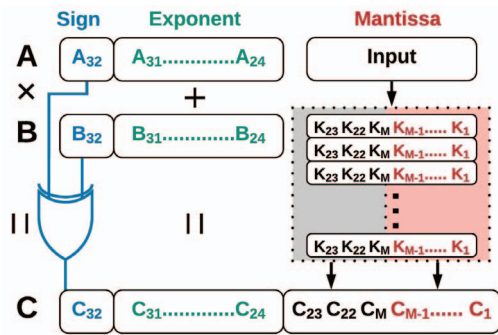 Sign Exponent Mantissa
A A32 A31..............A24 Input
× +
B B32 B31..............B24
K23 K22 KM KM-1..... K1
K23 K22 KM KM-1..... K1
K23 K22 KM KM-1..... K1
=  =
K23 K22 KM KM-1..... K1
C C32 C31..............C24 C23 C22 CM CM-1...... C1